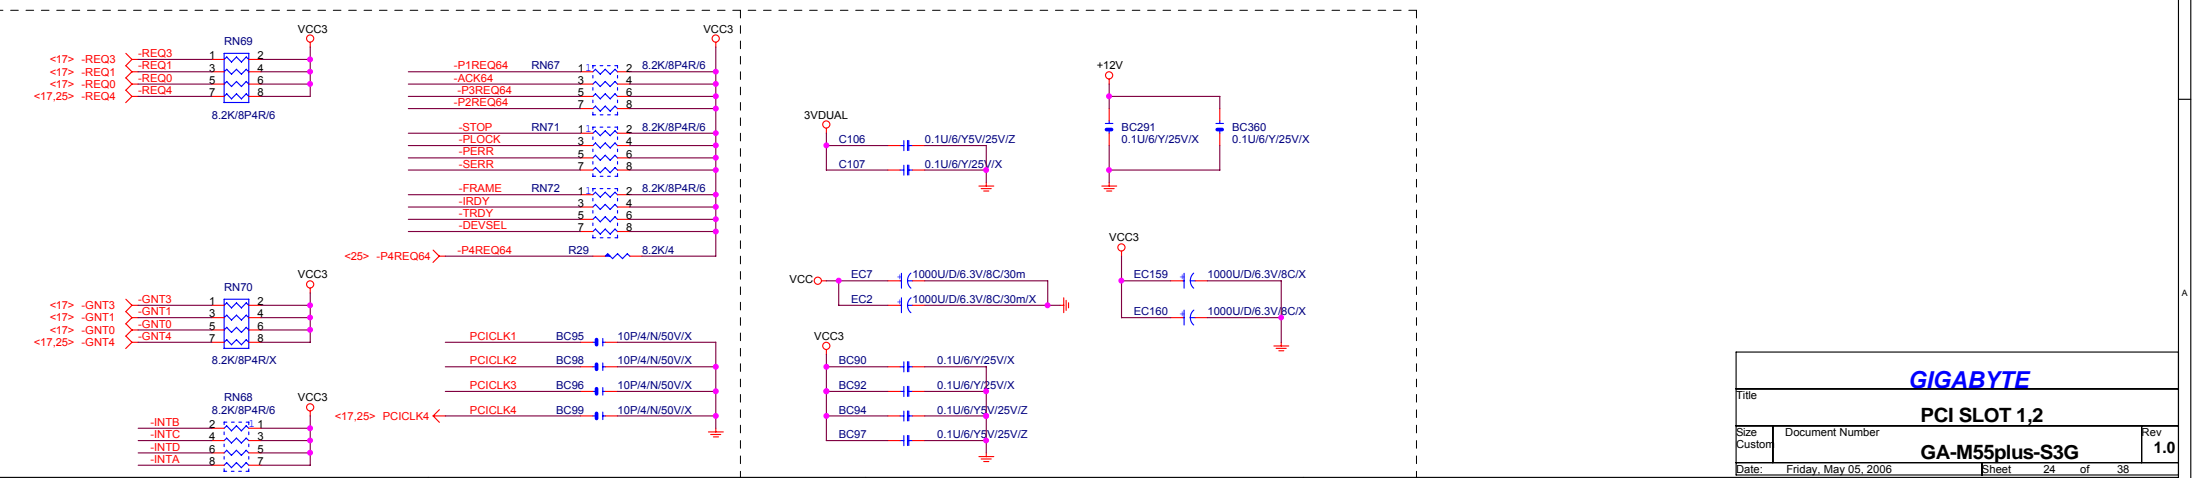 RN69
VCC3
<17> -REQ3 -REQ3 1 2
<17> -REQ1 -REQ1 3 4
<17> -REQ0 -REQ0 5 6
<17,25> -REQ4 -REQ4 7 8
8.2K/8P4R/6
VCC3
-P1REQ64 RN67 1 1 2 8.2K/8P4R/6
-ACK64 3 4
-P3REQ64 5 6
-P2REQ64 7 8
-STOP RN71 1 1 2 8.2K/8P4R/6
-PLOCK 3 4
-PERR 5 6
-SERR 7 8
-FRAME RN72 1 1 2 8.2K/8P4R/6
-IRDY 3 4
-TRDY 5 6
-DEVSEL 7 8
<25> -P4REQ64 -P4REQ64 R29 8.2K/4
RN70
VCC3
<17> -GNT3 -GNT3 1 2
<17> -GNT1 -GNT1 3 4
<17> -GNT0 -GNT0 5 6
<17,25> -GNT4 -GNT4 7 8
8.2K/8P4R/X
PCICLK1 BC95 10P/4/N/50V/X
PCICLK2 BC98 10P/4/N/50V/X
PCICLK3 BC96 10P/4/N/50V/X
<17,25> PCICLK4 PCICLK4 BC99 10P/4/N/50V/X
RN68
8.2K/8P4R/6
VCC3
-INTB 2 1 1
-INTC 4 3
-INTD 6 5
-INTA 8 7
3VDUAL
C106 0.1U/6/Y5V/25V/Z
C107 0.1U/6/Y/25V/X
+12V
BC291
0.1U/6/Y/25V/X
BC360
0.1U/6/Y/25V/X
VCC
EC7 + 1000U/D/6.3V/8C/30m
EC2 + 1000U/D/6.3V/8C/30m/X
VCC3
EC159 + 1000U/D/6.3V/8C/X
EC160 + 1000U/D/6.3V/8C/X
VCC3
BC90 0.1U/6/Y/25V/X
BC92 0.1U/6/Y/25V/X
BC94 0.1U/6/Y5V/25V/Z
BC97 0.1U/6/Y5V/25V/Z
A
GIGABYTE
Title
PCI SLOT 1,2
Size
Custom
Document Number
GA-M55plus-S3G
Rev
1.0
Date: Friday, May 05, 2006 Sheet 24 of 38